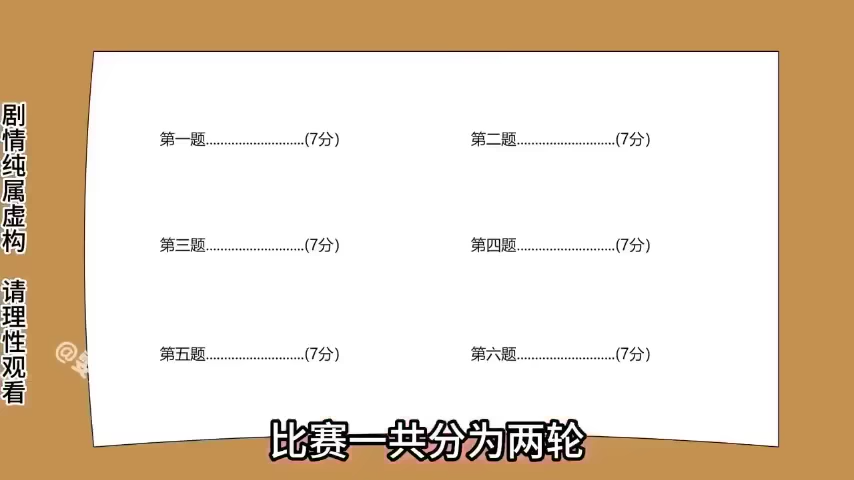 剧情纯属虚构 请理性观看
第一题...........................(7分)
第二题...........................(7分)
第三题...........................(7分)
第四题...........................(7分)
第五题...........................(7分)
第六题...........................(7分)
比赛一共分为两轮